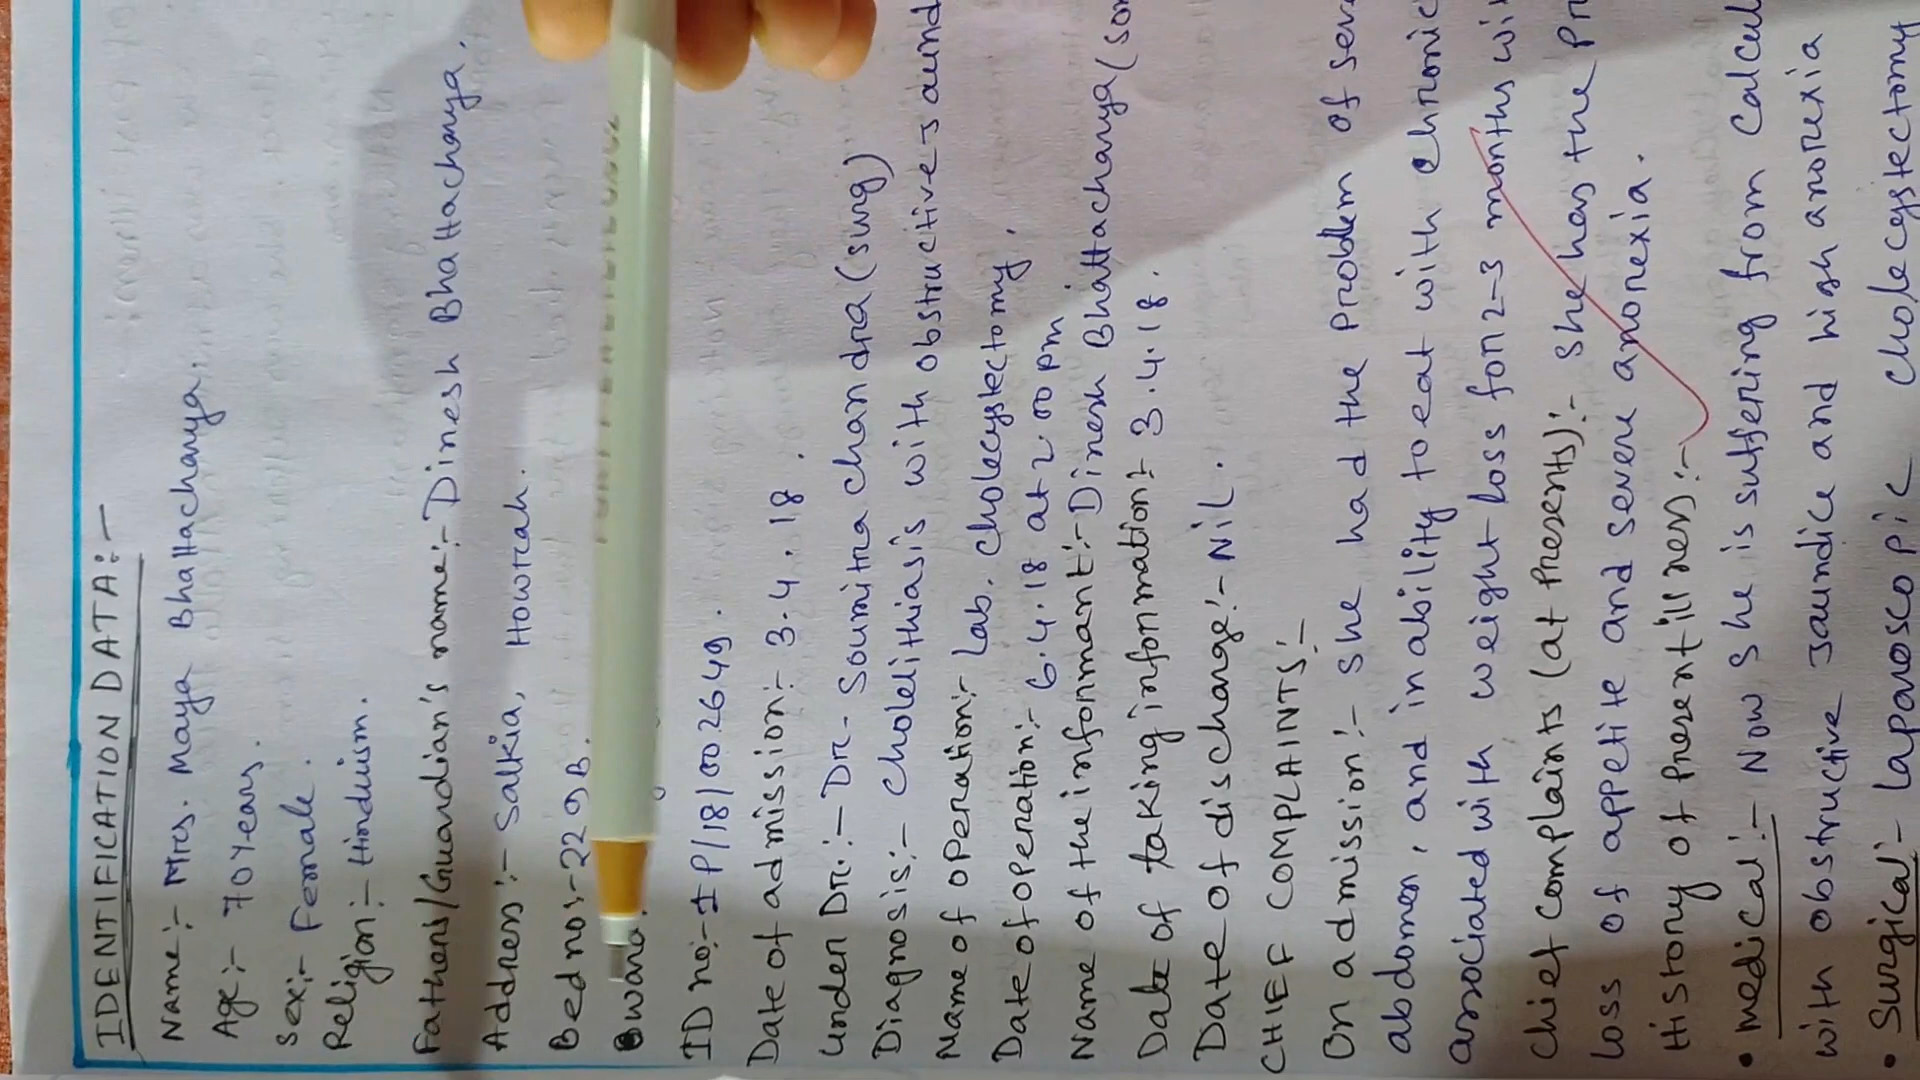 IDENTIFICATION DATA:-
Name:- Mrs. Maya Bhattacharya.
Age:- 70 years.
Sex:- Female.
Religion:- Hinduism.
Fathers/Guardian's name:- Dinesh Bhattacharya.
Address:- Salkia, Howrah.
Bed no:- 229B.
ward:
ID no:- IP/18/002649.
Date of admission:- 3.4.18.
Under Dr.:- Dr. Soumitra chandra (surg)
Diagnosis:- cholelithiasis with obstructive Jaund
Name of operation:- Lab. cholecystectomy.
Date of operation:- 6.4.18 at 2:00 pm
Name of the informant:- Dinesh Bhattacharya (son
Date of taking information:- 3.4.18.
Date of discharge:- Nil.
CHIEF COMPLAINTS:-
On admission:- she had the problem of seve
abdomen, and inability to eat with chronic
associated with weight loss for 2-3 months wi
chief complaints (at Presents):- she has the Pr
loss of appetite and severe anorexia.
History of Present illness:-
• Medical:- Now she is suffering from calcul
with obstructive Jaundice and high anorexia
• Surgical:- Laparoscopic cholecystectomy